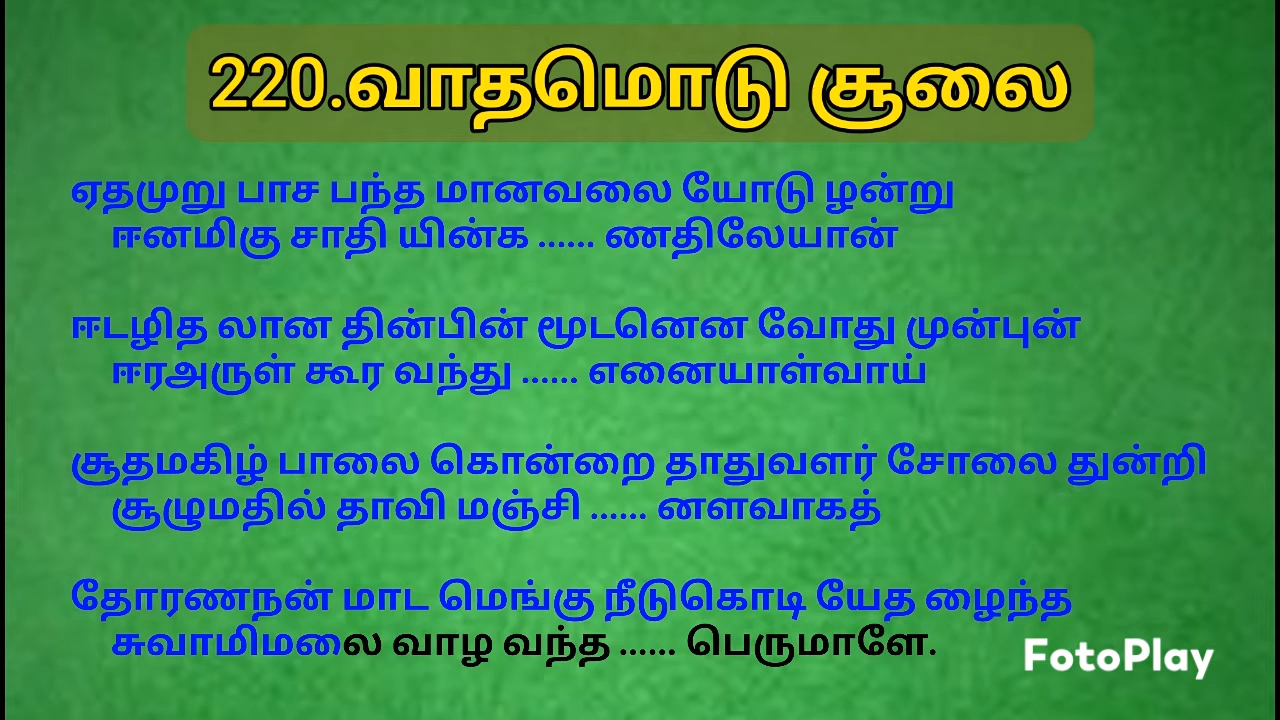 220.வாதமொடு சூலை
ஏதமுறு பாச பந்த மானவலை யோடு ழன்று
ஈனமிகு சாதி யின்க ...... ணதிலேயான்
ஈடழித லான தின்பின் மூடனென வோது முன்புன்
ஈரஅருள் கூர வந்து ...... எனையாள்வாய்
சூதமகிழ் பாலை கொன்றை தாதுவளர் சோலை துன்றி
சூழுமதில் தாவி மஞ்சி ...... னளவாகத்
தோரணநன் மாட மெங்கு நீடுகொடி யேத ழைந்த
சுவாமிமலை வாழ வந்த ...... பெருமாளே.
FotoPlay